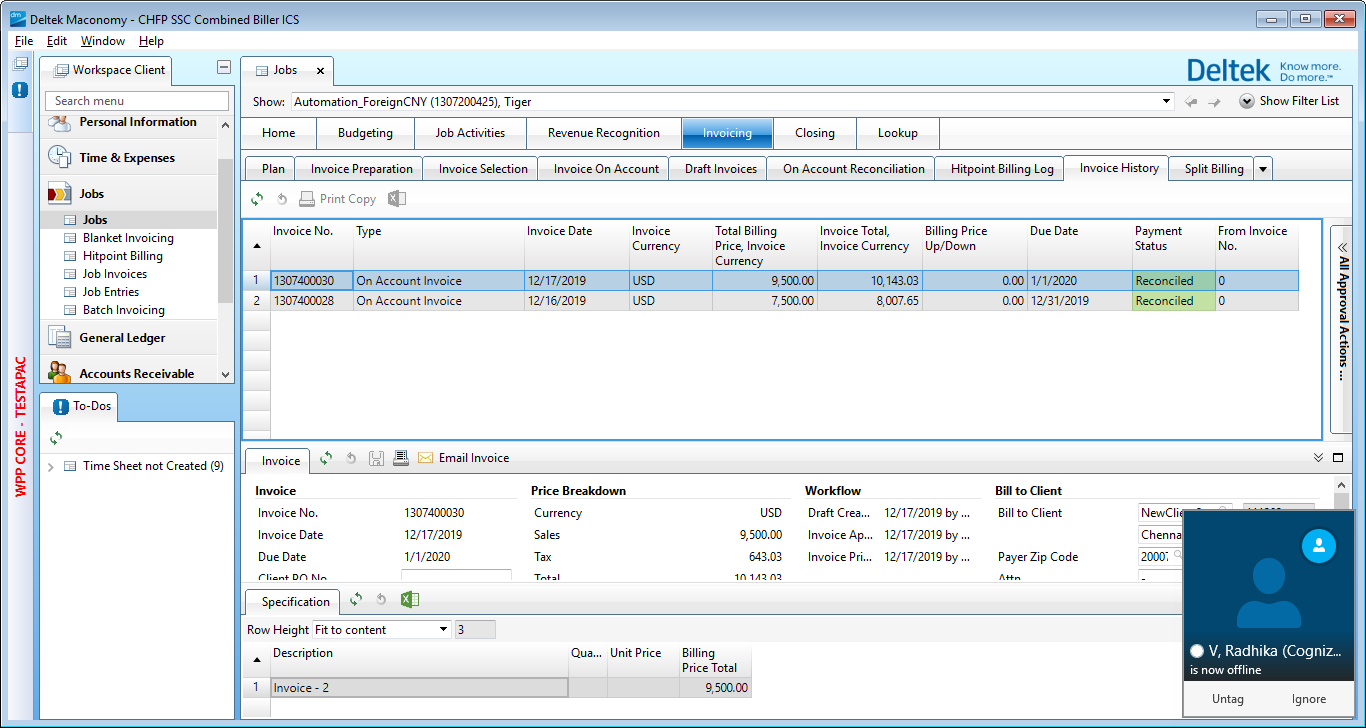 Deltek Maconomy - CHFP SSC Combined Biller ICS
File Edit Window Help
Workspace Client
Search menu
Personal Information
Time & Expenses
Jobs
Jobs
Blanket Invoicing
Hitpoint Billing
Job Invoices
Job Entries
Batch Invoicing
General Ledger
Accounts Receivable
WPP CORE - TESTAPAC
To-Dos
Time Sheet not Created (9)
Jobs
Deltek Know more. Do more.™
Show: Automation_ForeignCNY (1307200425), Tiger
Show Filter List
Home Budgeting Job Activities Revenue Recognition Invoicing Closing Lookup
Plan Invoice Preparation Invoice Selection Invoice On Account Draft Invoices On Account Reconciliation Hitpoint Billing Log Invoice History Split Billing
Print Copy
Invoice No. Type Invoice Date Invoice Currency Total Billing Price, Invoice Currency Invoice Total, Invoice Currency Billing Price Up/Down Due Date Payment Status From Invoice No.
1 1307400030 On Account Invoice 12/17/2019 USD 9,500.00 10,143.03 0.00 1/1/2020 Reconciled 0
2 1307400028 On Account Invoice 12/16/2019 USD 7,500.00 8,007.65 0.00 12/31/2019 Reconciled 0
All Approval Actions ...
Invoice Email Invoice
Invoice Price Breakdown Workflow Bill to Client
Invoice No. 1307400030 Currency USD Draft Crea... 12/17/2019 by ... Bill to Client NewClie
Invoice Date 12/17/2019 Sales 9,500.00 Invoice Ap... 12/17/2019 by ... Chenna
Due Date 1/1/2020 Tax 643.03 Invoice Pri... 12/17/2019 by ... Payer Zip Code 2000
Client PO No. Total 10,143.03 Attn. -
Specification
Row Height Fit to content 3
Description Qua... Unit Price Billing Price Total
1 Invoice - 2 9,500.00
V, Radhika (Cogniz...
is now offline
Untag Ignore